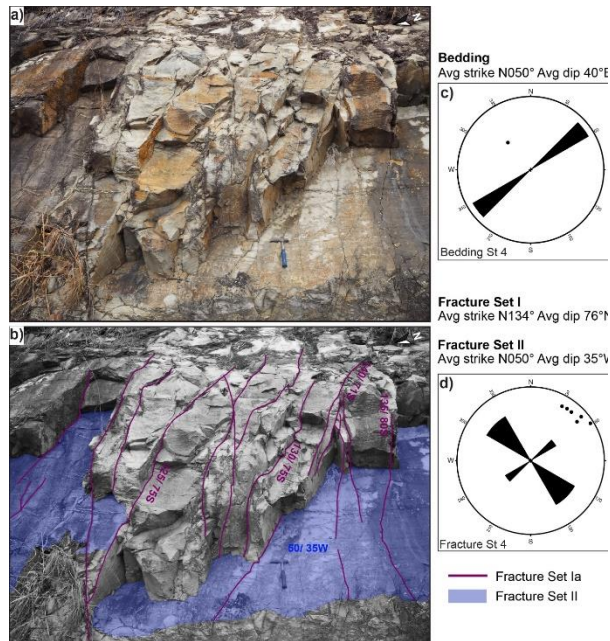 a)
N
b)
N
130/ 75S
50/ 35W
Bedding
Avg strike N050° Avg dip 40°E
c)
N
W
S
Bedding St 4
Fracture Set I
Avg strike N134° Avg dip 76°N
Fracture Set II
Avg strike N050° Avg dip 35°W
d)
N
W
S
Fracture St 4
Fracture Set Ia
Fracture Set II